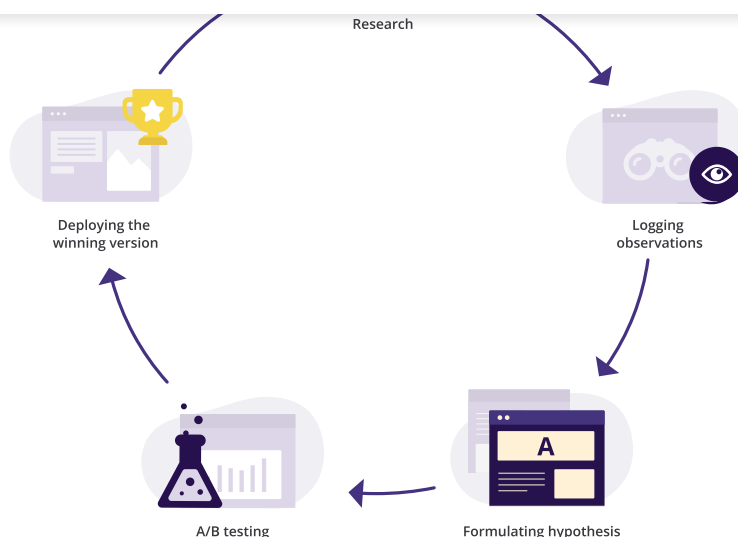 Research
Deploying the
winning version
Logging
observations
A
A/B testing
Formulating hypothesis